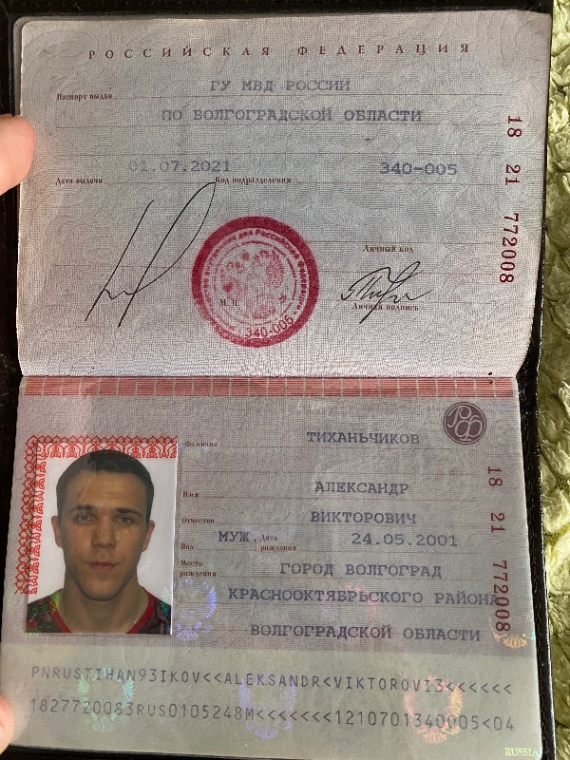 РОССИЙСКАЯ ФЕДЕРАЦИЯ
Паспорт выдан
ГУ МВД РОССИИ
ПО ВОЛГОГРАДСКОЙ ОБЛАСТИ
Дата выдачи 01.07.2021 Код подразделения 340-005
18 21 772008
Личный код
М.П.
Личная подпись
340-005
Фамилия ТИХАНЬЧИКОВ
Имя АЛЕКСАНДР
Отчество ВИКТОРОВИЧ
Пол МУЖ. Дата рождения 24.05.2001
Место рождения ГОРОД ВОЛГОГРАД
КРАСНООКТЯВРЬСКОГО РАЙОНА
ВОЛГОГРАДСКОЙ ОБЛАСТИ
18 21 772008
PNRUSTIHAN93IKOV<<ALEKSANDR<VIKTOROVI3<<<<<<
1827720083RUS0105248M<<<<<<<1210701340005<04
RUSSIA